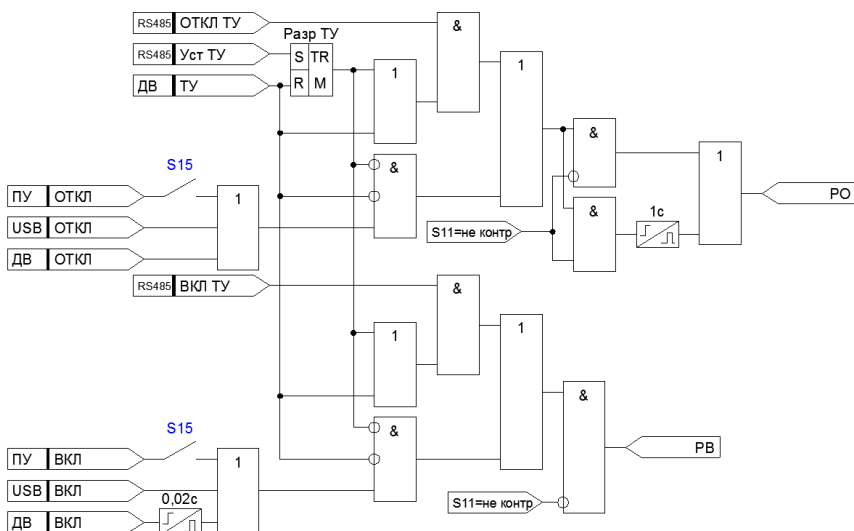 RS485 ОТКЛ ТУ
&
Разр ТУ
RS485 Уст ТУ
S TR
1
1
ДВ ТУ
R M
&
1
S15
&
ПУ ОТКЛ
1
РО
&
1с
USB ОТКЛ
S11=не контр
ДВ ОТКЛ
RS485 ВКЛ ТУ
&
1
1
&
S15
&
РВ
ПУ ВКЛ
1
USB ВКЛ
0,02с
S11=не контр
ДВ ВКЛ